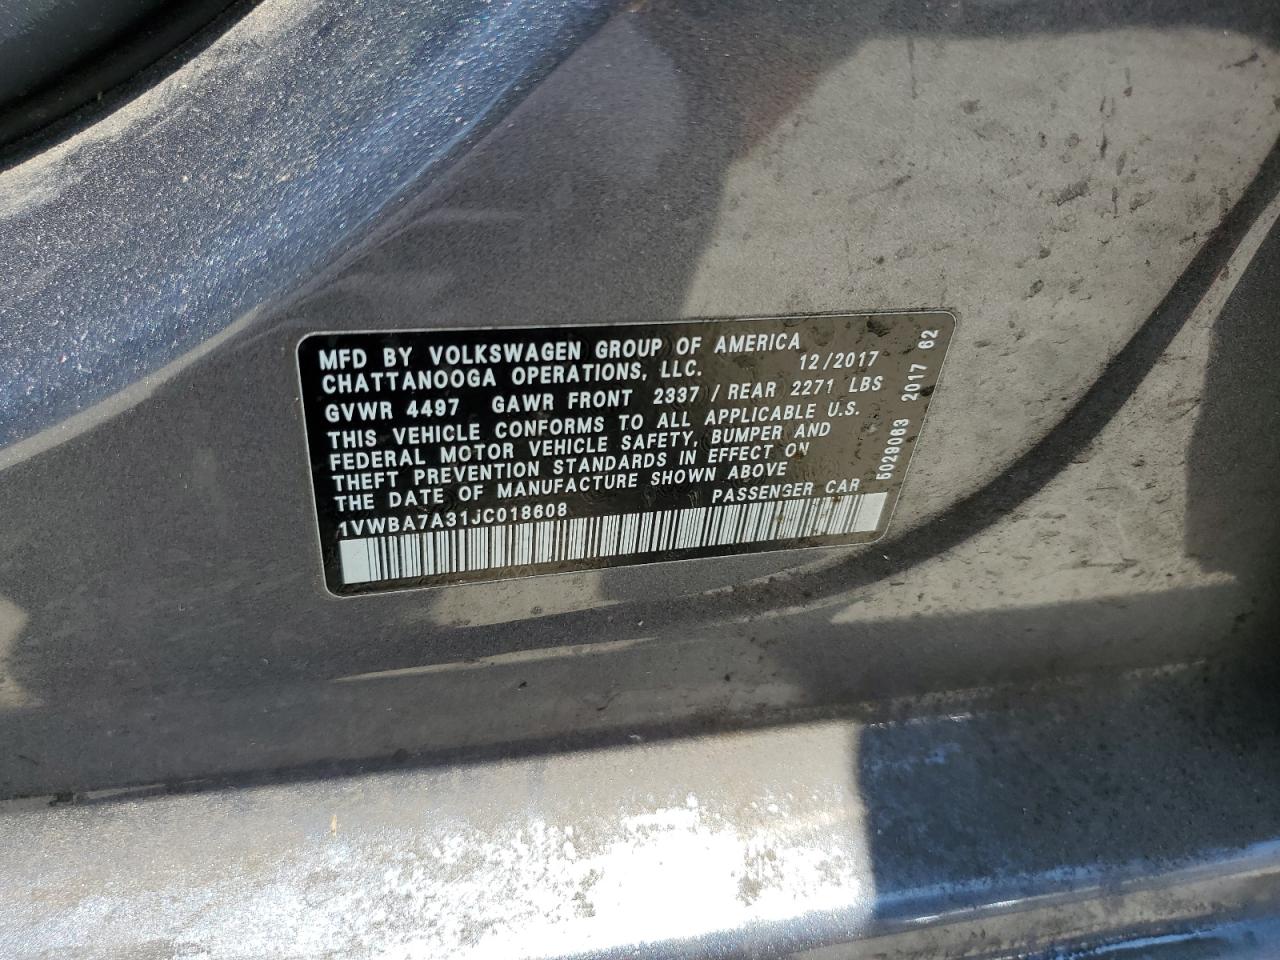 MFD BY VOLKSWAGEN GROUP OF AMERICA
CHATTANOOGA OPERATIONS, LLC. 12/2017
GVWR 4497 GAWR FRONT 2337 / REAR 2271 LBS
THIS VEHICLE CONFORMS TO ALL APPLICABLE U.S.
FEDERAL MOTOR VEHICLE SAFETY, BUMPER AND
THEFT PREVENTION STANDARDS IN EFFECT ON
THE DATE OF MANUFACTURE SHOWN ABOVE
1VWBA7A31JC018608 PASSENGER CAR
5029063 2017 62